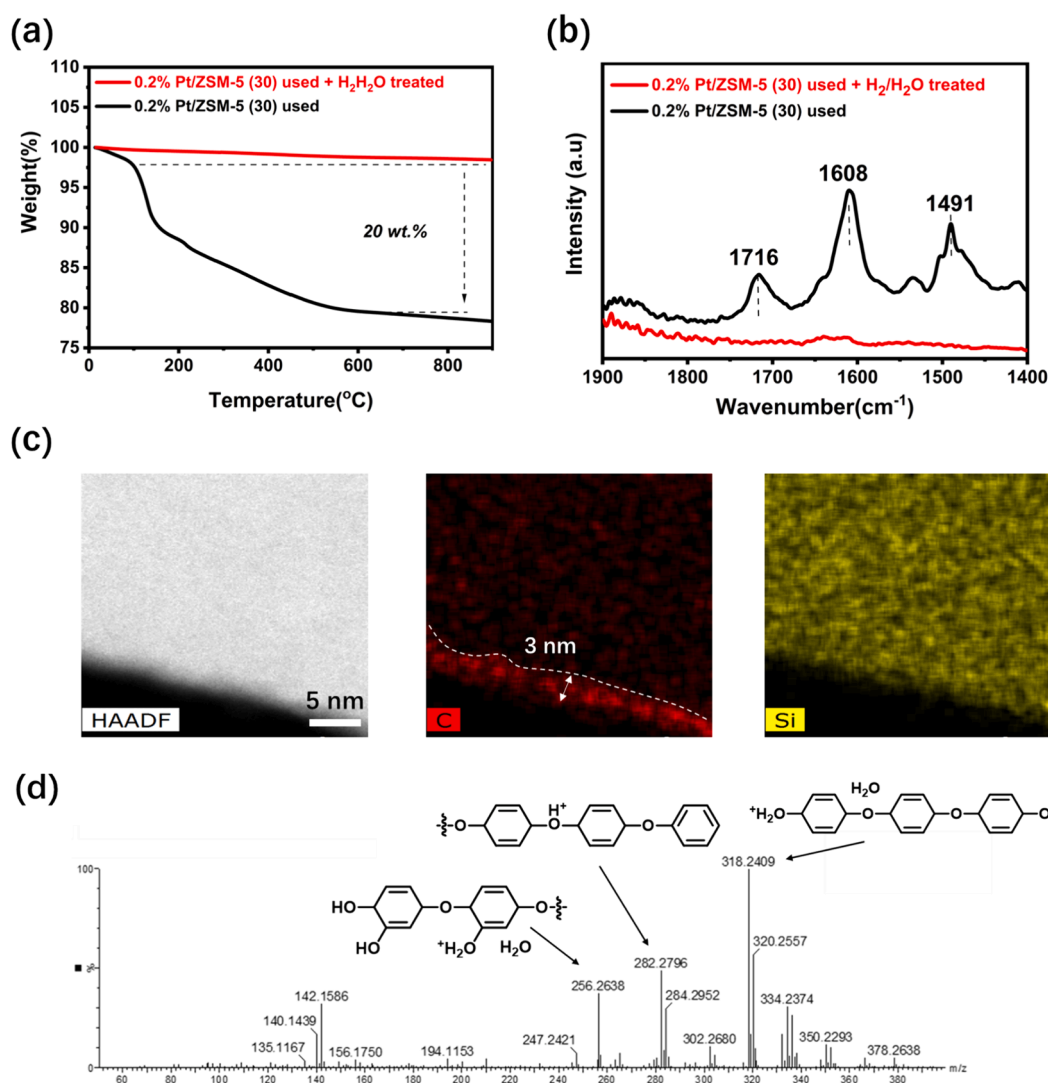 (a)
110
105
100
95
90
85
80
75
Weight(%)
0.2% Pt/ZSM-5 (30) used + H2H2O treated
0.2% Pt/ZSM-5 (30) used
20 wt.%
0 200 400 600 800
Temperature(oC)
(b)
Intensity (a.u)
0.2% Pt/ZSM-5 (30) used + H2/H2O treated
0.2% Pt/ZSM-5 (30) used
1716
1608
1491
1900 1800 1700 1600 1500 1400
Wavenumber(cm-1)
(c)
HAADF
5 nm
3 nm
C
Si
(d)
O H+ O O
H2O
+H2O O O O
HO O O
HO +H2O H2O
100
%
0
135.1167
140.1439
142.1586
156.1750
194.1153
247.2421
256.2638
282.2796
284.2952
302.2680
318.2409
320.2557
334.2374
350.2293
378.2638
60 80 100 120 140 160 180 200 220 240 260 280 300 320 340 360 380 m/z